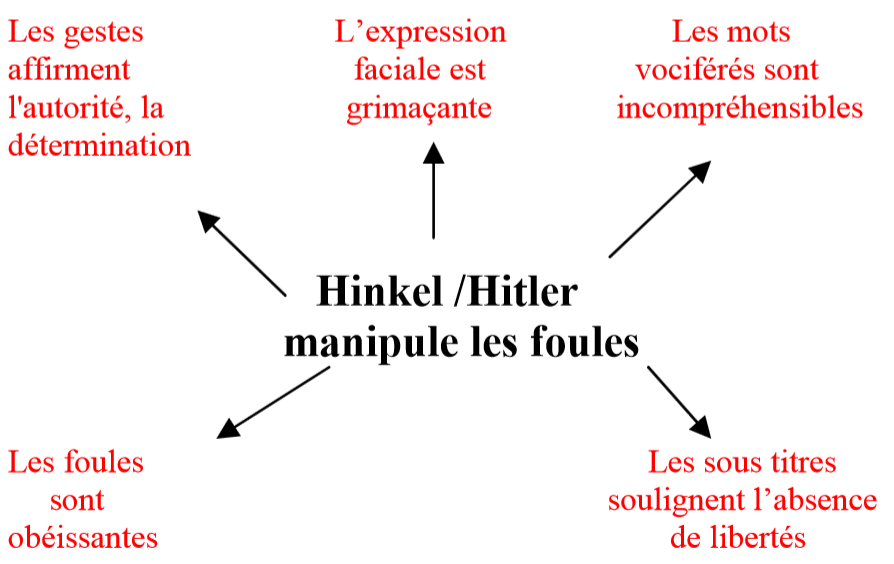 Les gestes
affirment
l'autorité, la
détermination
L’expression
faciale est
grimaçante
Les mots
vociférés sont
incompréhensibles
Hinkel /Hitler
manipule les foules
Les foules
sont
obéissantes
Les sous titres
soulignent l’absence
de libertés